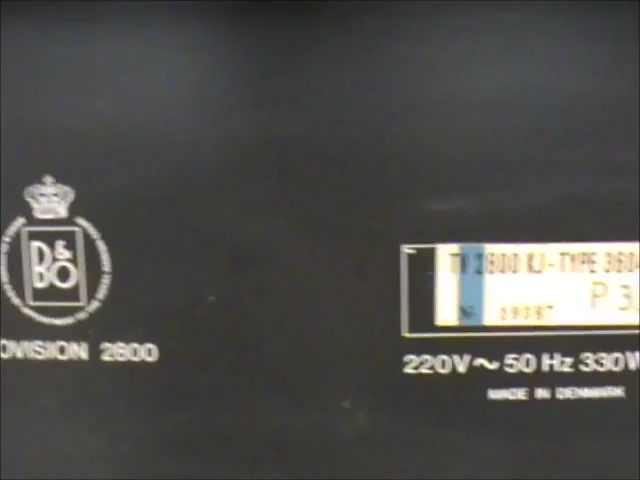 B&O
OVISION 2800
TV 2800 KJ-TYPE 360
P 3
220V~50 Hz 330W
MADE IN DENMARK